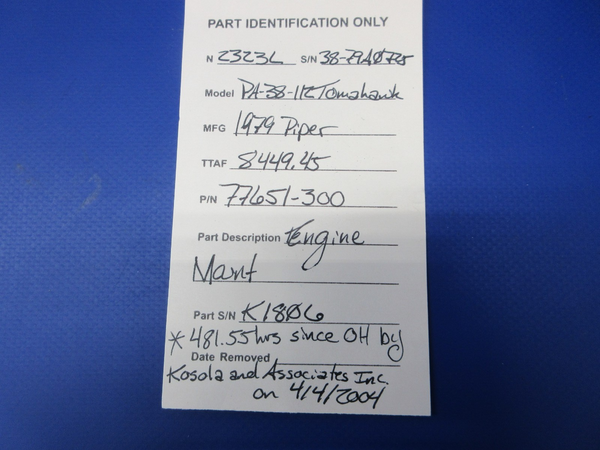 PART IDENTIFICATION ONLY
N 2323L S/N 38-79A0725
Model PA-38-112 Tomahawk
MFG 1979 Piper
TTAF 8449.45
P/N 77651-300
Part Description Engine
Mount
Part S/N K1806
* 481.55hrs since OH by
Date Removed
Kosola and Associates Inc.
on 4/4/2004